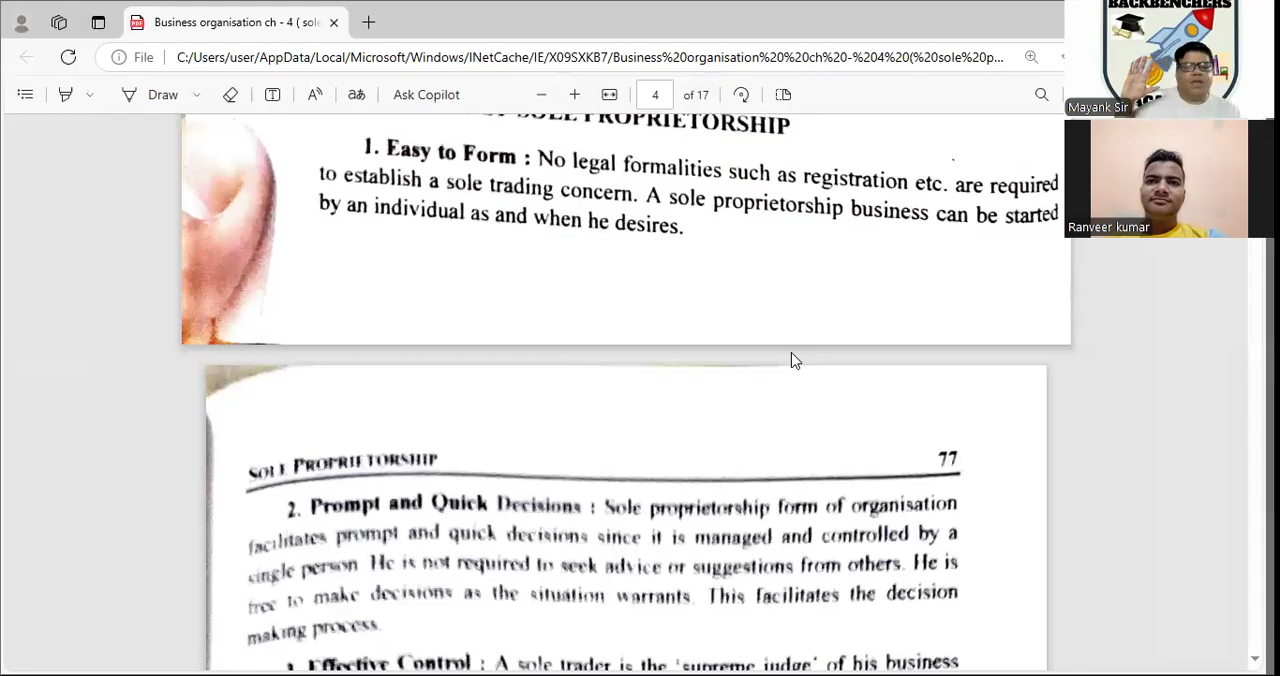 Business organisation ch - 4 ( sole
BACKBENCHERS
File
C:/Users/user/AppData/Local/Microsoft/Windows/INetCache/IE/X09SXKB7/Business%20organisation%20%20ch%20-%204%20(%20sole%20p...
Draw
Ask Copilot
4
of 17
Mayank Sir
Ranveer kumar
SOLE PROPRIETORSHIP
1. Easy to Form : No legal formalities such as registration etc. are required
to establish a sole trading concern. A sole proprietorship business can be started
by an individual as and when he desires.
SOLE PROPRIETORSHIP 77
2. Prompt and Quick Decisions : Sole proprietorship form of organisation
facilitates prompt and quick decisions since it is managed and controlled by a
single person He is not required to seek advice or suggestions from others. He is
free to make decisions as the situation warrants. This facilitates the decision
making process.
Effective Control : A sole trader is the 'supreme judge' of his business